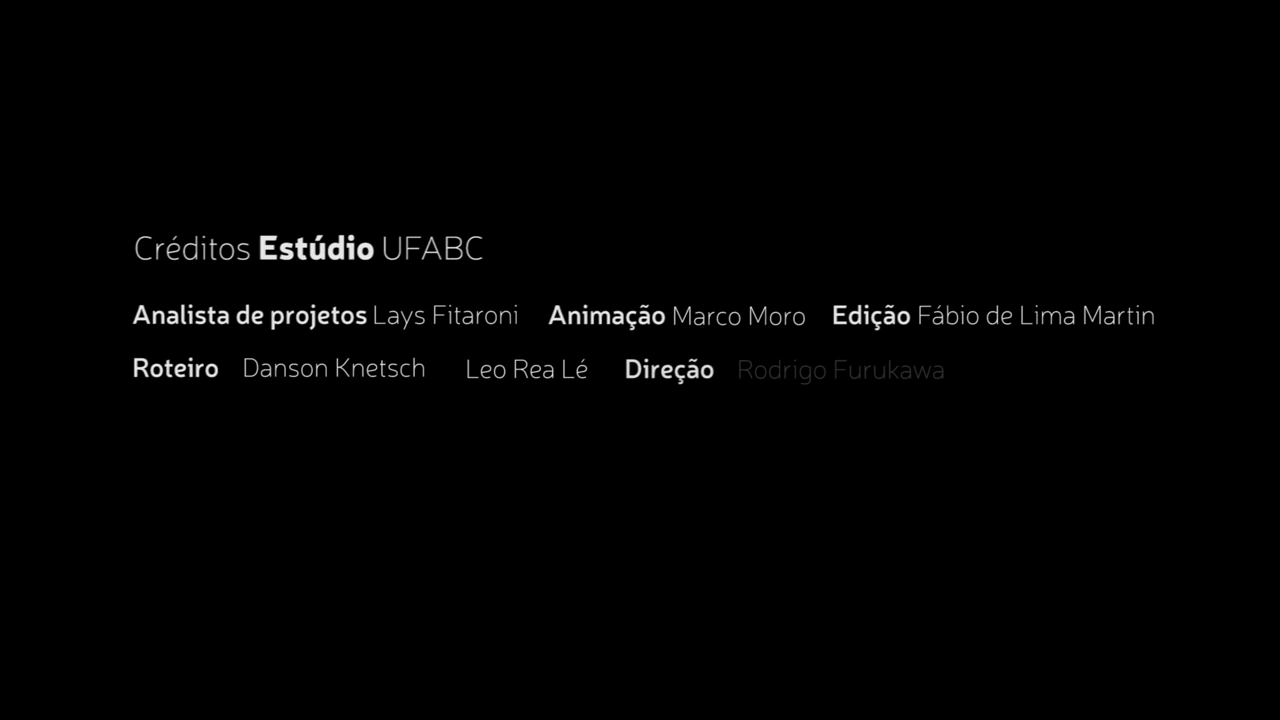 Créditos Estúdio UFABC
Analista de projetos Lays Fitaroni Animação Marco Moro Edição Fábio de Lima Martin
Roteiro Danson Knetsch Leo Rea Lé Direção Rodrigo Furukawa